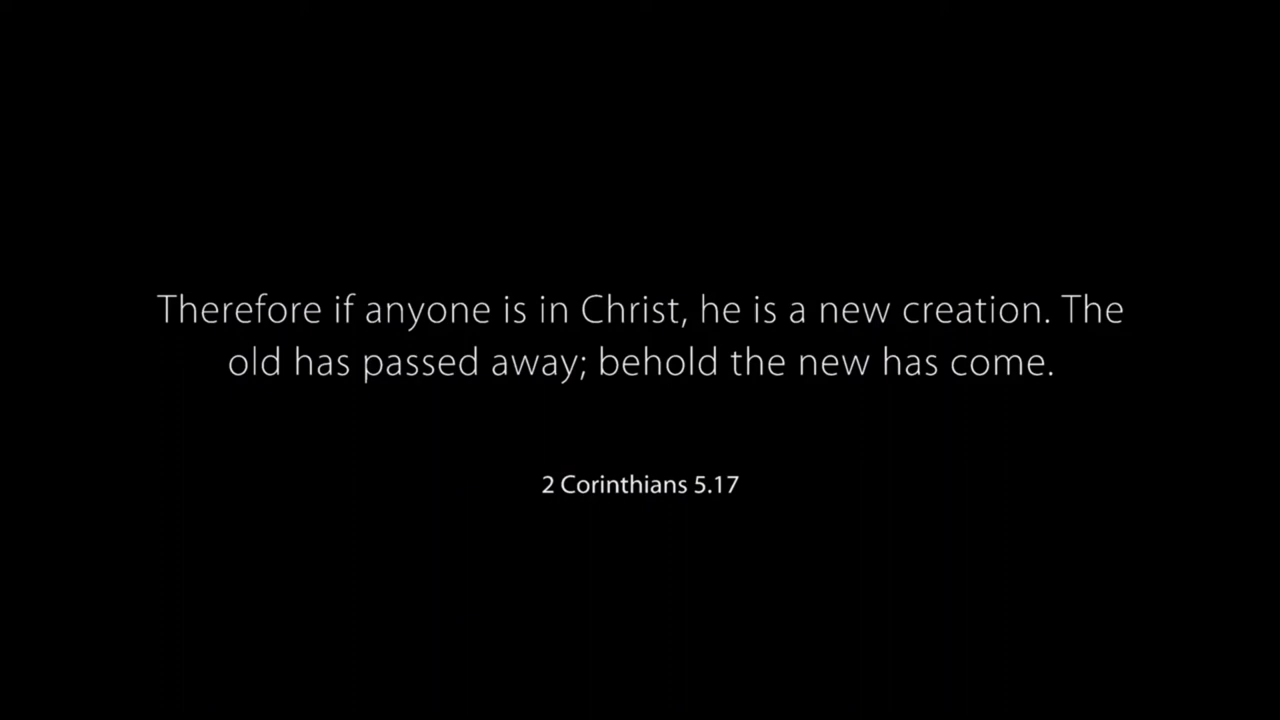 Therefore if anyone is in Christ, he is a new creation. The
old has passed away; behold the new has come.
2 Corinthians 5.17